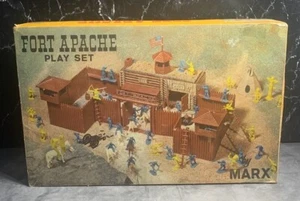 FORT APACHE
PLAY SET
MARX